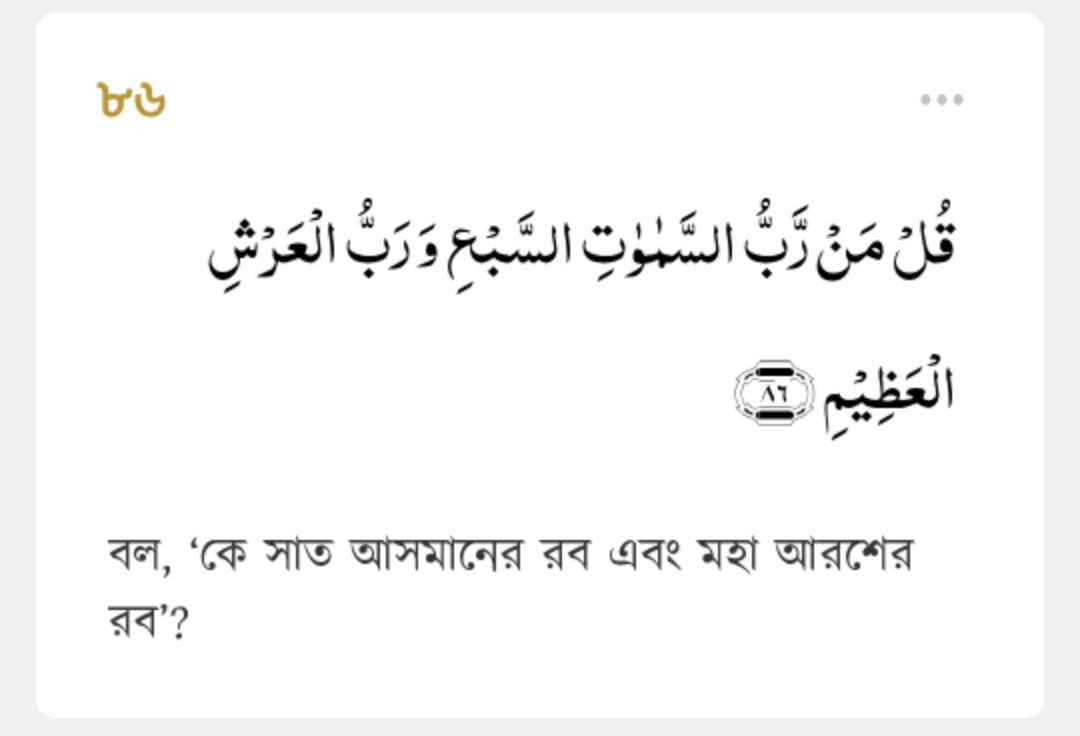 ৮৬
قُلْ مَنْ رَّبُّ السَّمٰوٰتِ السَّبْعِ وَرَبُّ الْعَرْشِ
الْعَظِيْمِ ٨٦
বল, ‘কে সাত আসমানের রব এবং মহা আরশের
রব’?